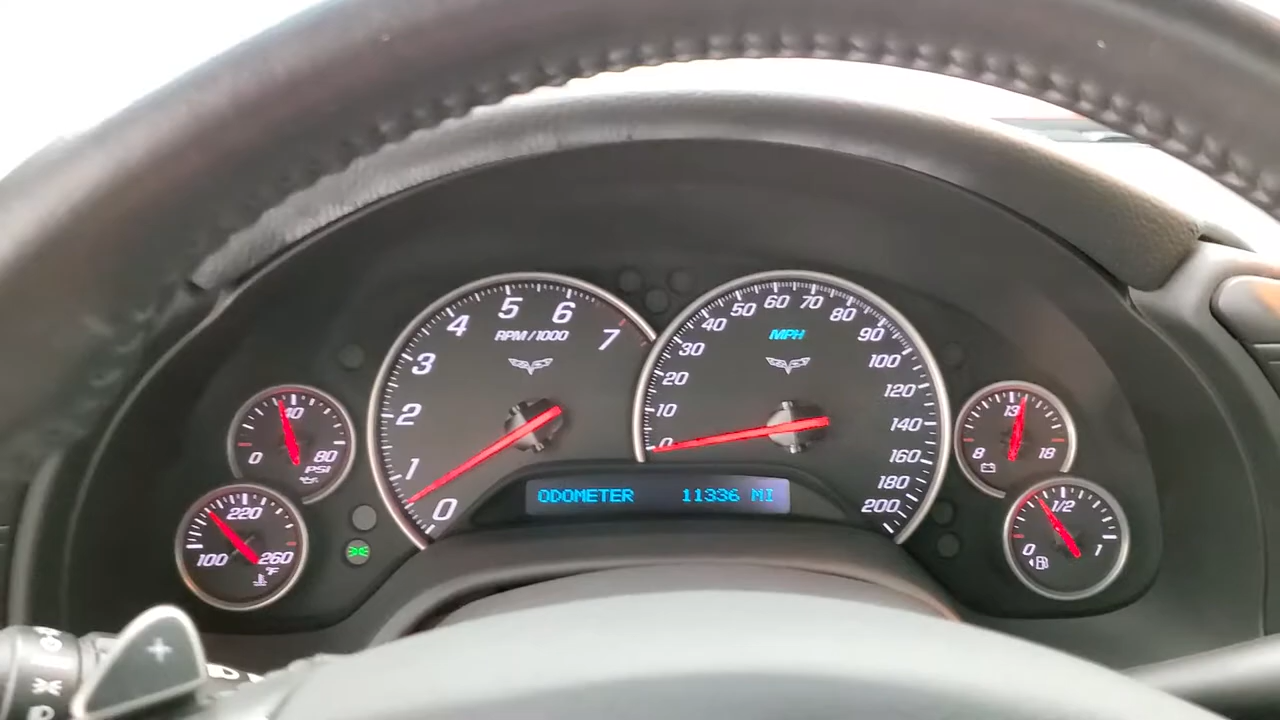 0 1 2 3 4 5 6 7
RPM/1000
0 10 20 30 40 50 60 70 80 90 100 120 140 160 180 200
MPH
0 40 80
PSI
100 220 260
°F
8 13 18
0 1/2 1
ODOMETER 11336 MI
+